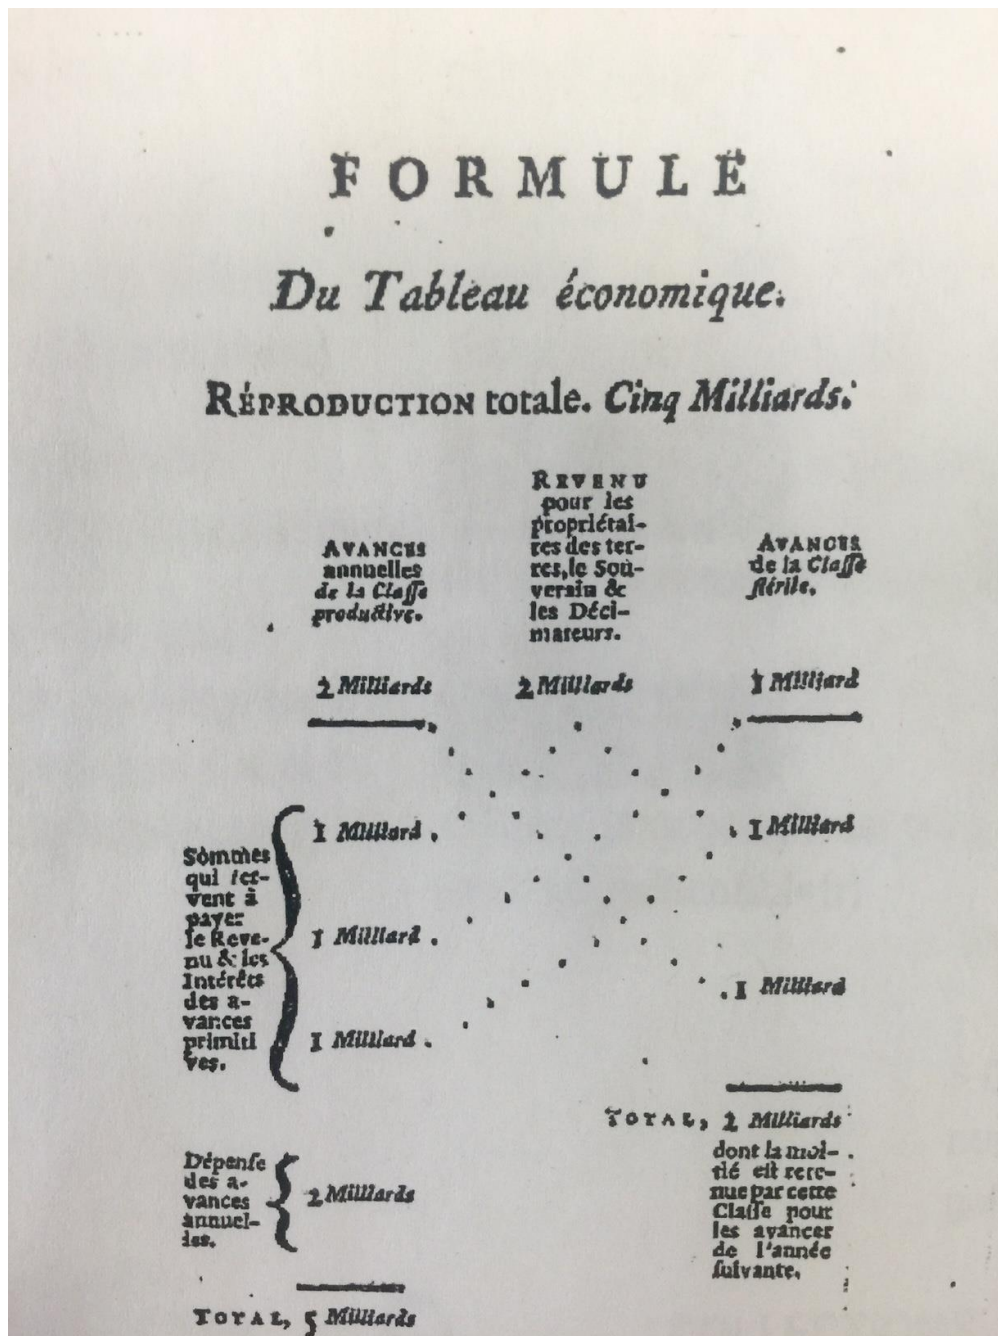 FORMULE
Du Tableau économique.
RÉPRODUCTION totale. Cinq Milliards.
REVENU
pour les
propriétai-
res des ter-
res, le Sou-
verain &
les Déci-
mateurs.
AVANCES
annuelles
de la Claſſe
productive.
AVANCES
de la Claſſe
ſtérile.
2 Milliards
2 Milliards
1 Milliard
1 Milliard
1 Milliard
1 Milliard
1 Milliard
1 Milliard
Sommes
qui ſer-
vent à
payer
le Reve-
nu & les
Intérêts
des a-
vances
primiti
ves.
TOTAL, 2 Milliards
dont la moi-
tié eſt rete-
nue par cette
Claſſe pour
les avancer
de l'année
ſuivante.
Dépenſe
des a-
vances
annuel-
les.
2 Milliards
TOTAL, 5 Milliards